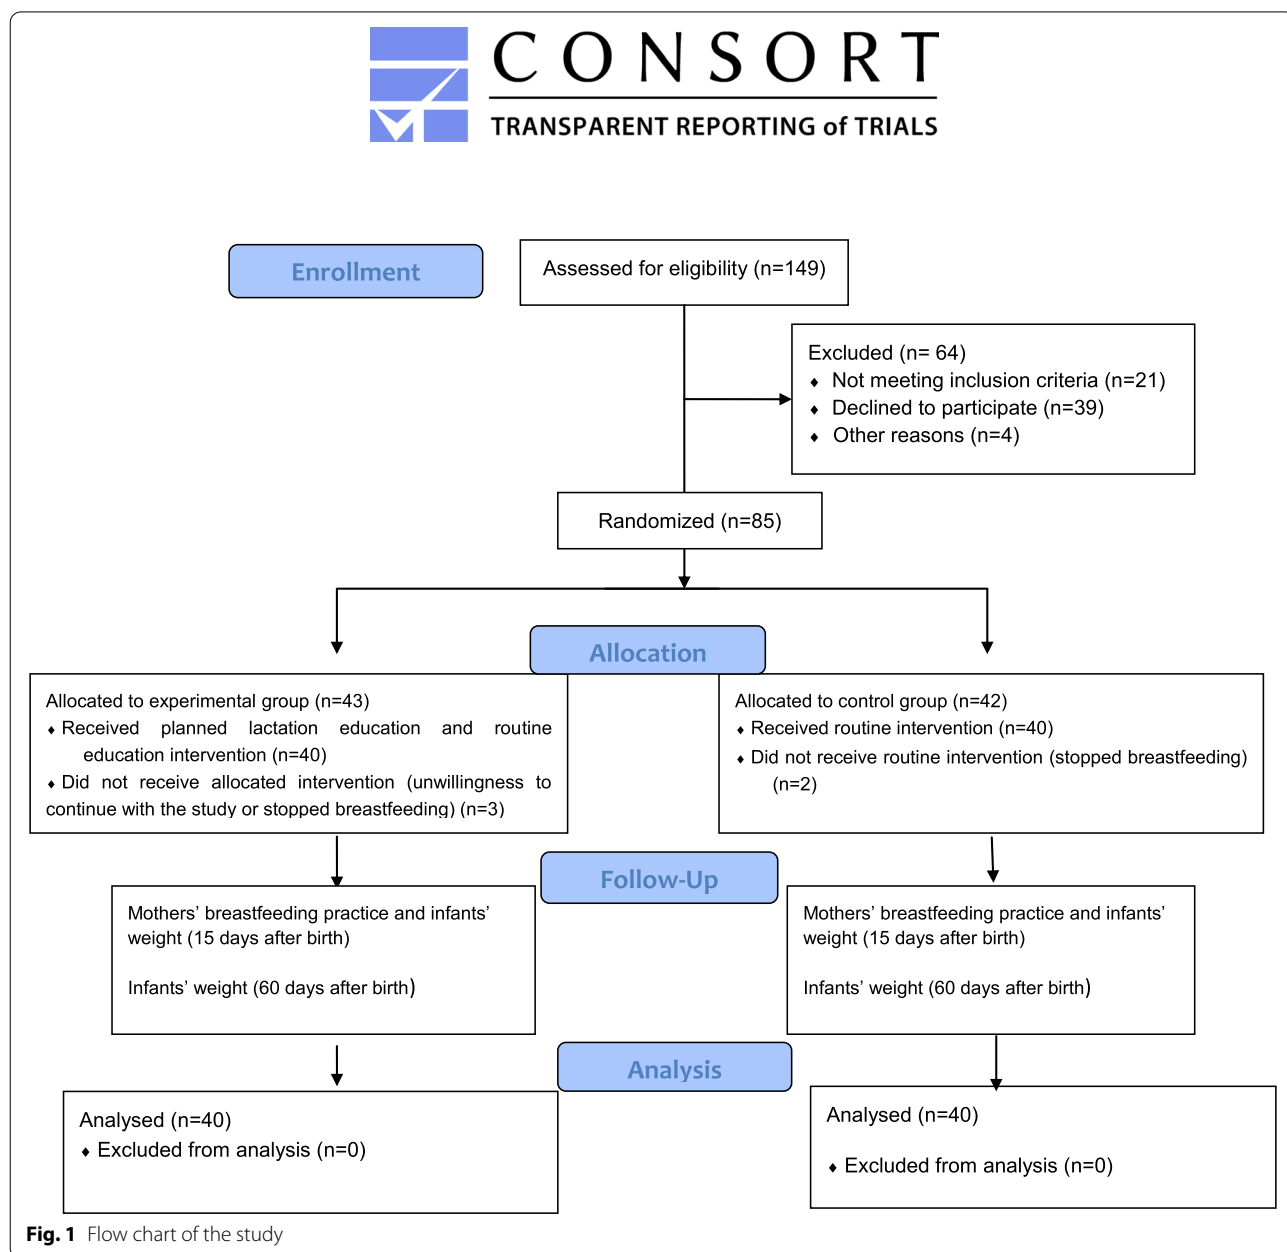 CONSORT
TRANSPARENT REPORTING of TRIALS
Enrollment
Assessed for eligibility (n=149)
Excluded (n= 64)
♦ Not meeting inclusion criteria (n=21)
♦ Declined to participate (n=39)
♦ Other reasons (n=4)
Randomized (n=85)
Allocation
Allocated to experimental group (n=43)
♦ Received planned lactation education and routine
education intervention (n=40)
♦ Did not receive allocated intervention (unwillingness to
continue with the study or stopped breastfeeding) (n=3)
Allocated to control group (n=42)
♦ Received routine intervention (n=40)
♦ Did not receive routine intervention (stopped breastfeeding)
(n=2)
Follow-Up
Mothers’ breastfeeding practice and infants’
weight (15 days after birth)
Infants’ weight (60 days after birth)
Mothers’ breastfeeding practice and infants’
weight (15 days after birth)
Infants’ weight (60 days after birth)
Analysis
Analysed (n=40)
♦ Excluded from analysis (n=0)
Analysed (n=40)
♦ Excluded from analysis (n=0)
Fig. 1 Flow chart of the study